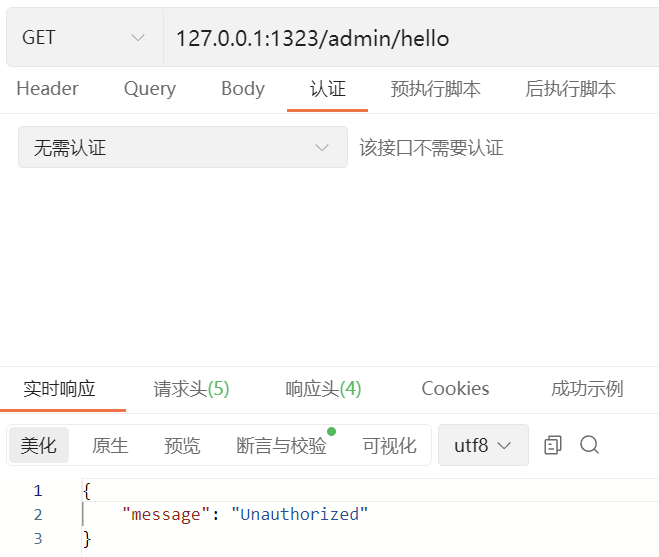 GET 127.0.0.1:1323/admin/hello
Header Query Body 认证 预执行脚本 后执行脚本
无需认证 该接口不需要认证
实时响应 请求头(5) 响应头(4) Cookies 成功示例
美化 原生 预览 断言与校验 可视化 utf8
1 {
2 "message": "Unauthorized"
3 }